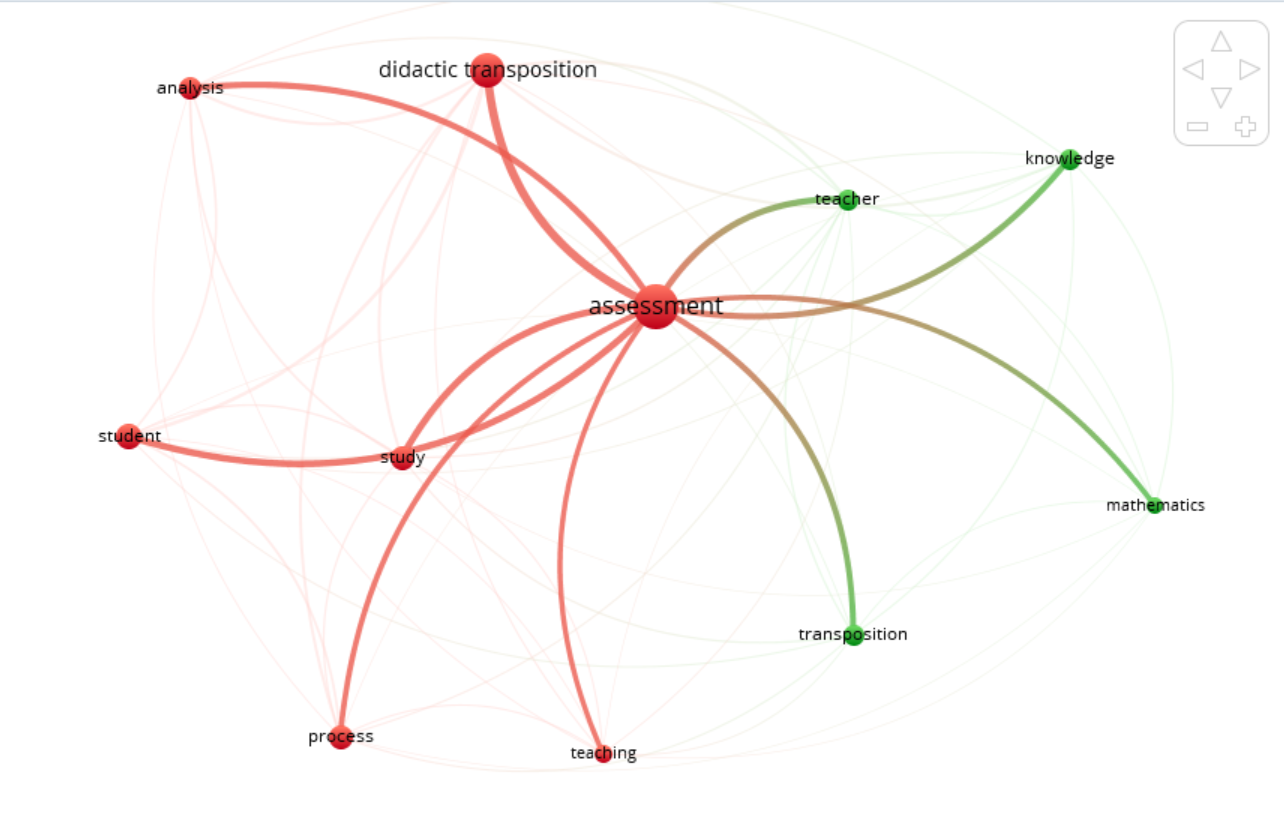 didactic transposition
analysis
knowledge
teacher
assessment
student
study
mathematics
transposition
process
teaching